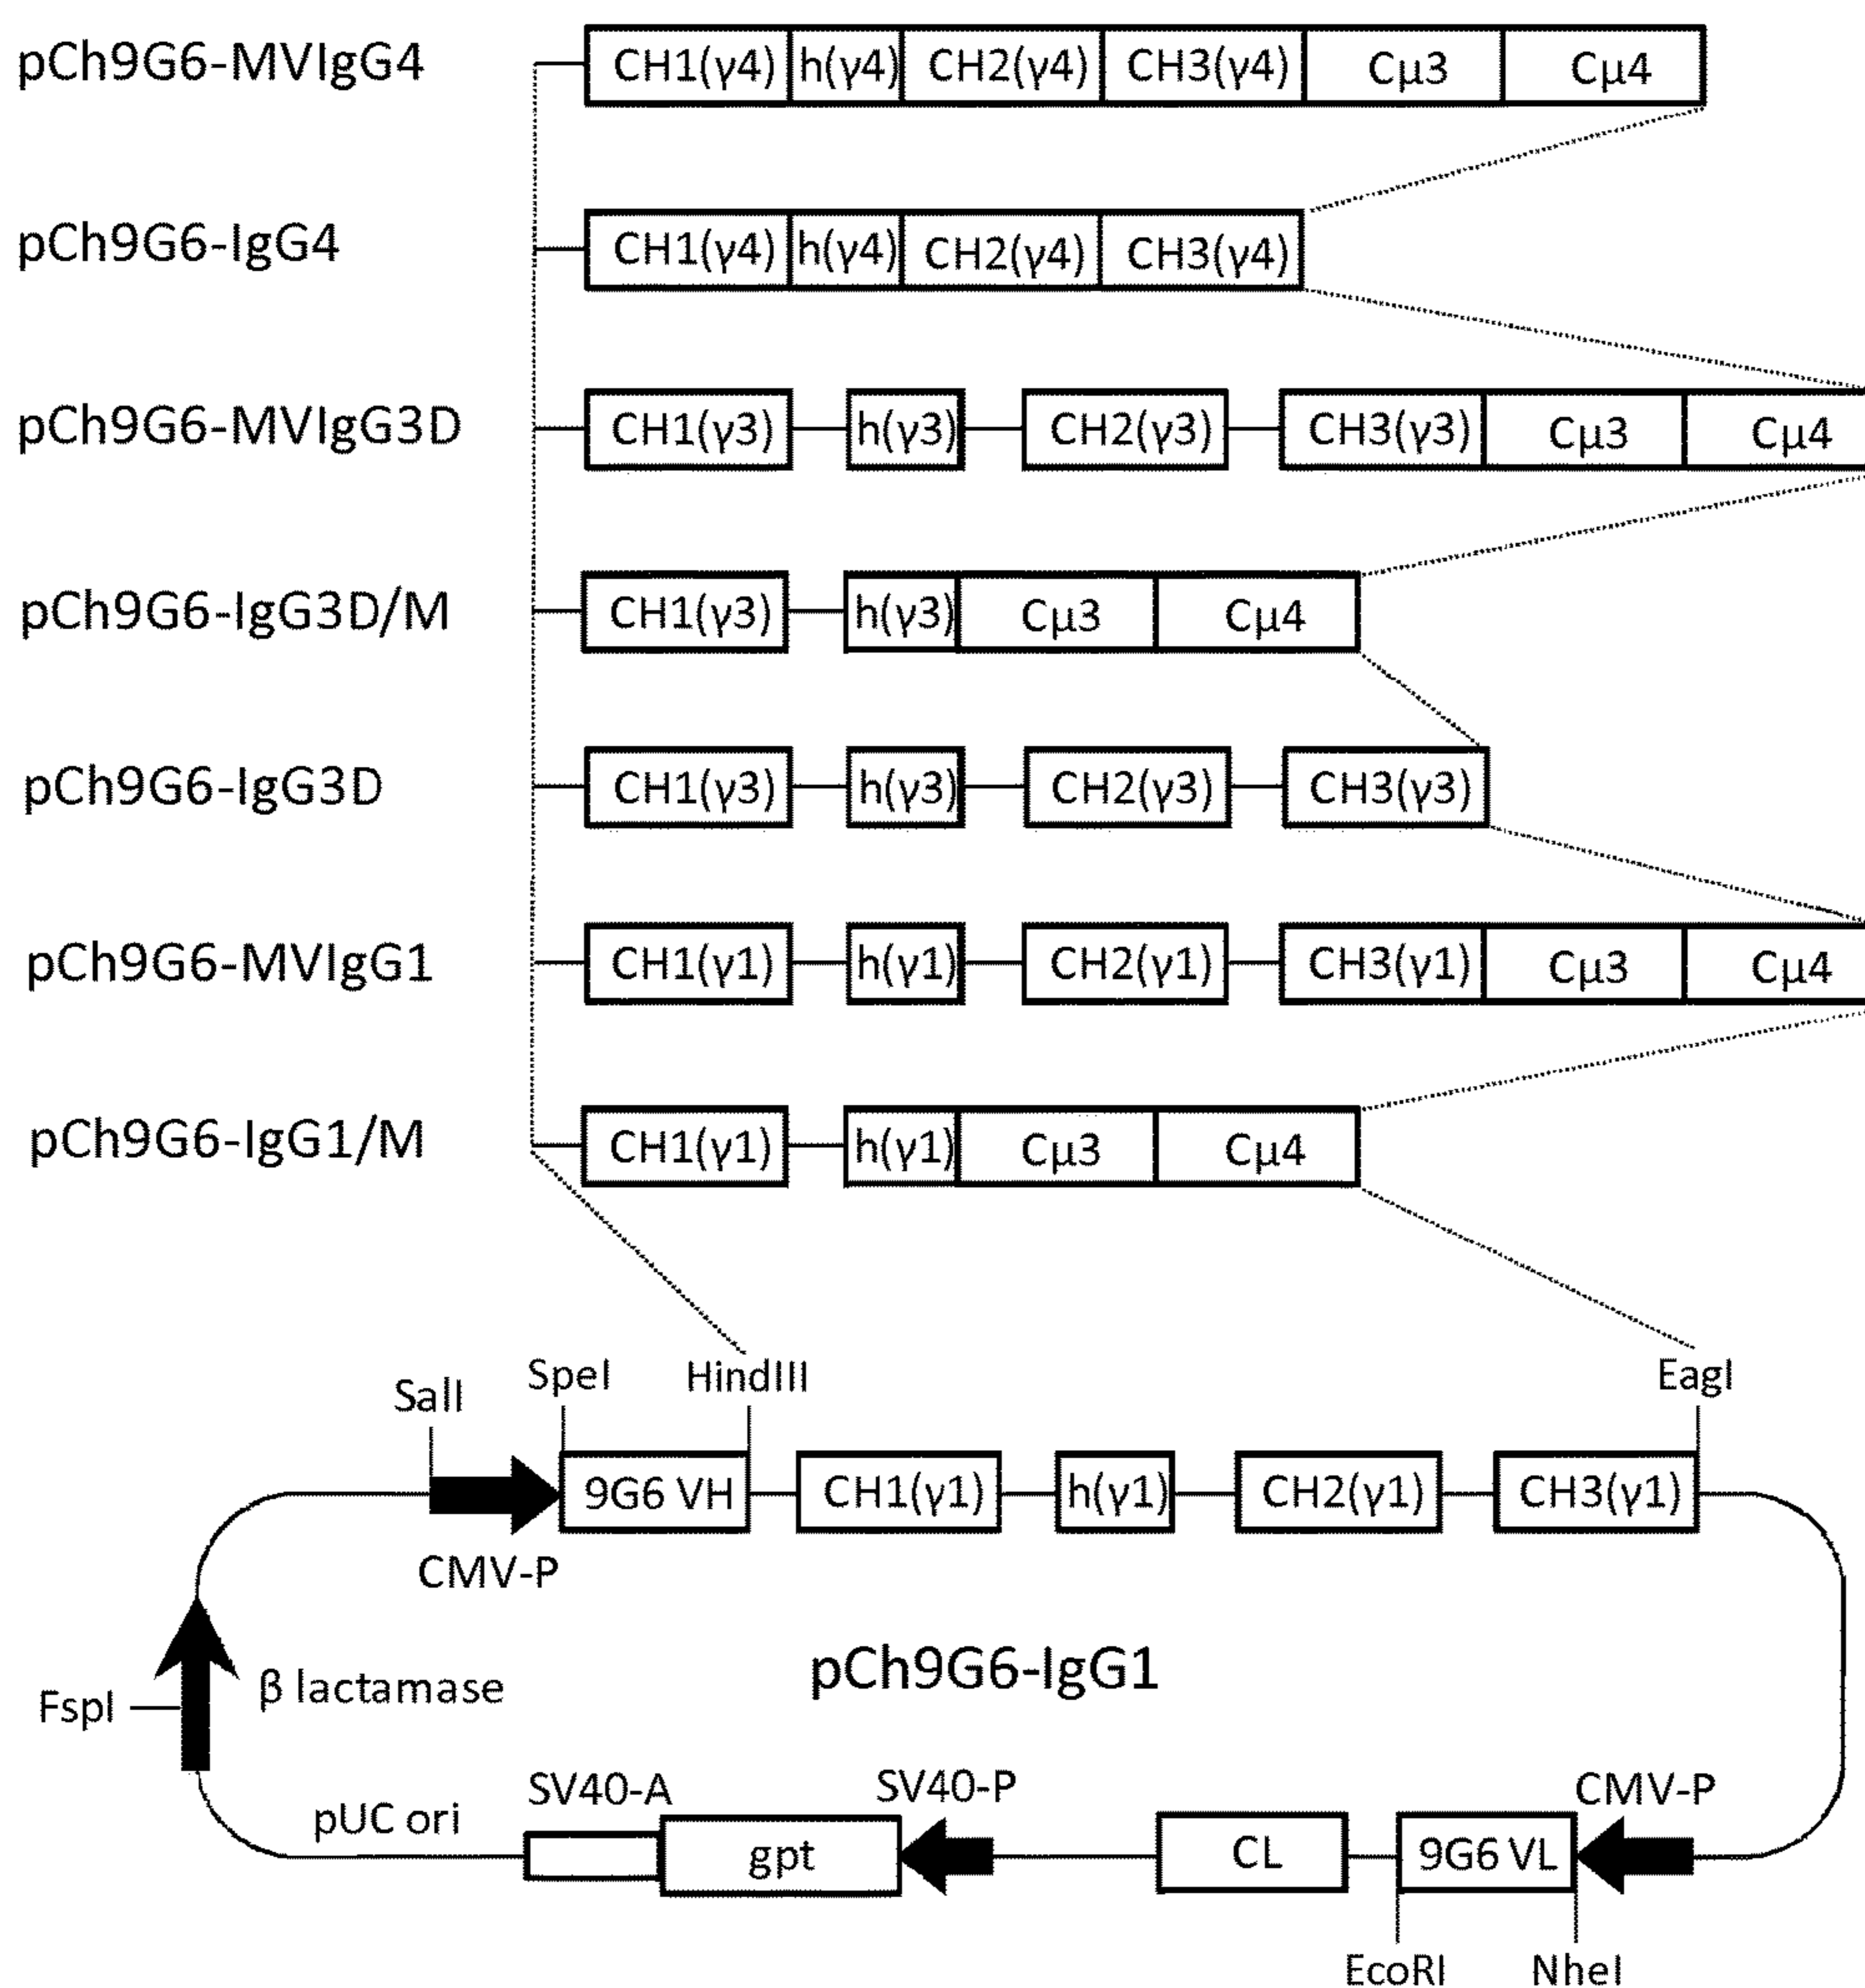 pCh9G6-MVIgG4 CH1(γ4) h(γ4) CH2(γ4) CH3(γ4) Cμ3 Cμ4
pCh9G6-IgG4 CH1(γ4) h(γ4) CH2(γ4) CH3(γ4)
pCh9G6-MVIgG3D CH1(γ3) h(γ3) CH2(γ3) CH3(γ3) Cμ3 Cμ4
pCh9G6-IgG3D/M CH1(γ3) h(γ3) Cμ3 Cμ4
pCh9G6-IgG3D CH1(γ3) h(γ3) CH2(γ3) CH3(γ3)
pCh9G6-MVIgG1 CH1(γ1) h(γ1) CH2(γ1) CH3(γ1) Cμ3 Cμ4
pCh9G6-IgG1/M CH1(γ1) h(γ1) Cμ3 Cμ4
SalI SpeI HindIII EagI
9G6 VH CH1(γ1) h(γ1) CH2(γ1) CH3(γ1)
CMV-P
pCh9G6-IgG1
FspI β lactamase
pUC ori SV40-A SV40-P CMV-P
gpt CL 9G6 VL
EcoRI NheI